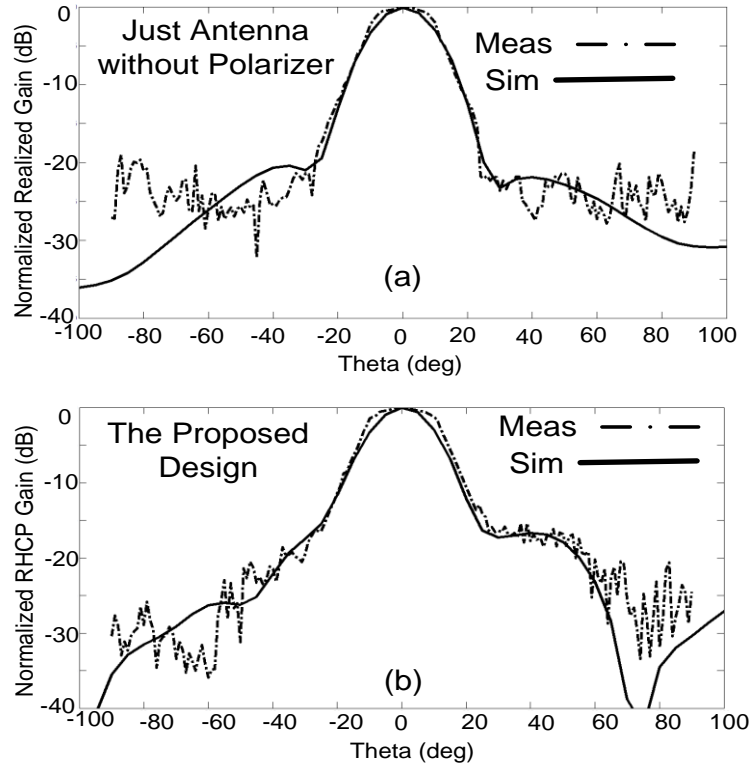 Normalized Realized Gain (dB)
0
-10
-20
-30
-40
Just Antenna
without Polarizer
Meas
Sim
(a)
-100 -80 -60 -40 -20 0 20 40 60 80 100
Theta (deg)
Normalized RHCP Gain (dB)
0
-10
-20
-30
-40
The Proposed
Design
Meas
Sim
(b)
-100 -80 -60 -40 -20 0 20 40 60 80 100
Theta (deg)